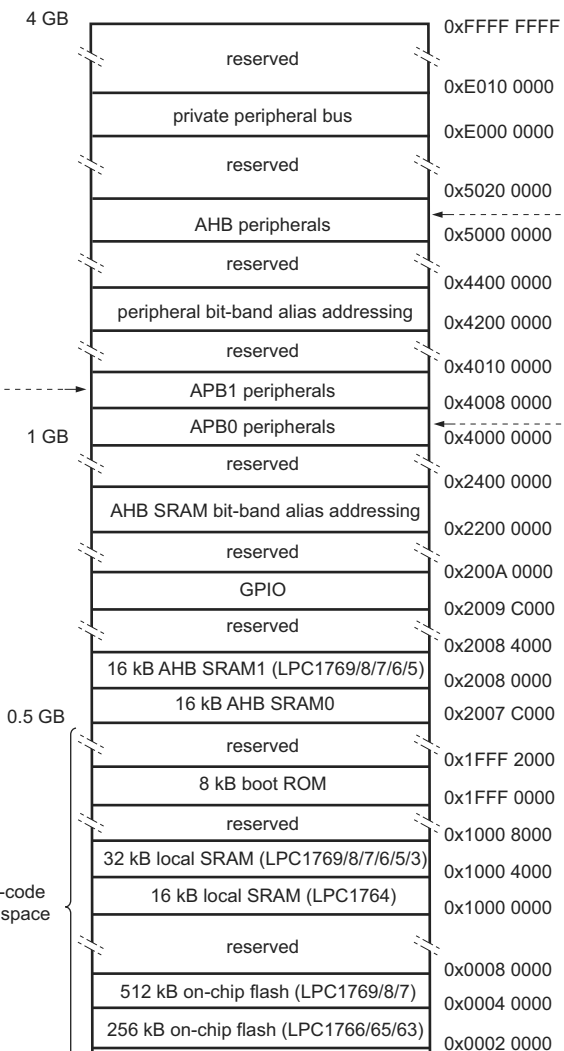 4 GB
0xFFFF FFFF
reserved
0xE010 0000
private peripheral bus
0xE000 0000
reserved
0x5020 0000
AHB peripherals
0x5000 0000
reserved
0x4400 0000
peripheral bit-band alias addressing
0x4200 0000
reserved
0x4010 0000
APB1 peripherals
0x4008 0000
APB0 peripherals
1 GB
0x4000 0000
reserved
0x2400 0000
AHB SRAM bit-band alias addressing
0x2200 0000
reserved
0x200A 0000
GPIO
0x2009 C000
reserved
0x2008 4000
16 kB AHB SRAM1 (LPC1769/8/7/6/5)
0x2008 0000
16 kB AHB SRAM0
0.5 GB
0x2007 C000
reserved
0x1FFF 2000
8 kB boot ROM
0x1FFF 0000
reserved
0x1000 8000
32 kB local SRAM (LPC1769/8/7/6/5/3)
0x1000 4000
-code
space
16 kB local SRAM (LPC1764)
0x1000 0000
reserved
0x0008 0000
512 kB on-chip flash (LPC1769/8/7)
0x0004 0000
256 kB on-chip flash (LPC1766/65/63)
0x0002 0000